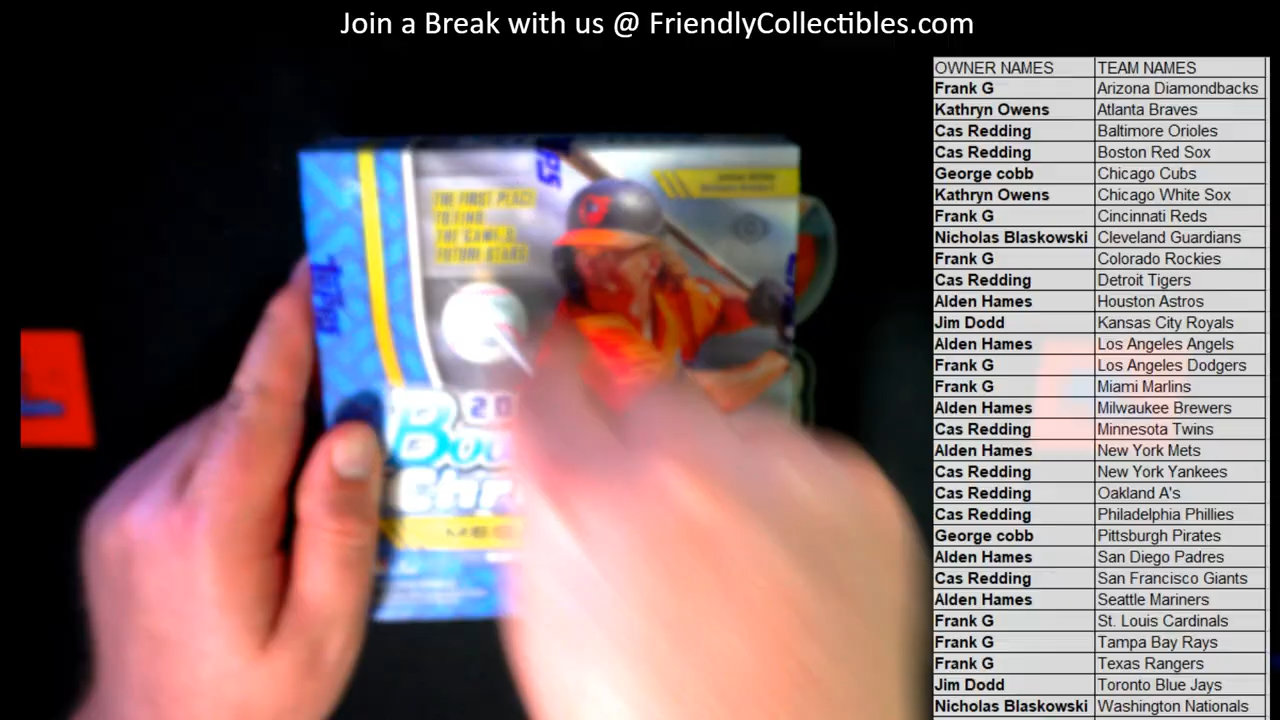 Join a Break with us @ FriendlyCollectibles.com
OWNER NAMES TEAM NAMES
Frank G Arizona Diamondbacks
Kathryn Owens Atlanta Braves
Cas Redding Baltimore Orioles
Cas Redding Boston Red Sox
George cobb Chicago Cubs
Kathryn Owens Chicago White Sox
Frank G Cincinnati Reds
Nicholas Blaskowski Cleveland Guardians
Frank G Colorado Rockies
Cas Redding Detroit Tigers
Alden Hames Houston Astros
Jim Dodd Kansas City Royals
Alden Hames Los Angeles Angels
Frank G Los Angeles Dodgers
Frank G Miami Marlins
Alden Hames Milwaukee Brewers
Cas Redding Minnesota Twins
Alden Hames New York Mets
Cas Redding New York Yankees
Cas Redding Oakland A's
Cas Redding Philadelphia Phillies
George cobb Pittsburgh Pirates
Alden Hames San Diego Padres
Cas Redding San Francisco Giants
Alden Hames Seattle Mariners
Frank G St. Louis Cardinals
Frank G Tampa Bay Rays
Frank G Texas Rangers
Jim Dodd Toronto Blue Jays
Nicholas Blaskowski Washington Nationals
THE FIRST PLACE
TO FIND
THE GAME'S
FUTURE STARS
Topps
20
Bow
Chr